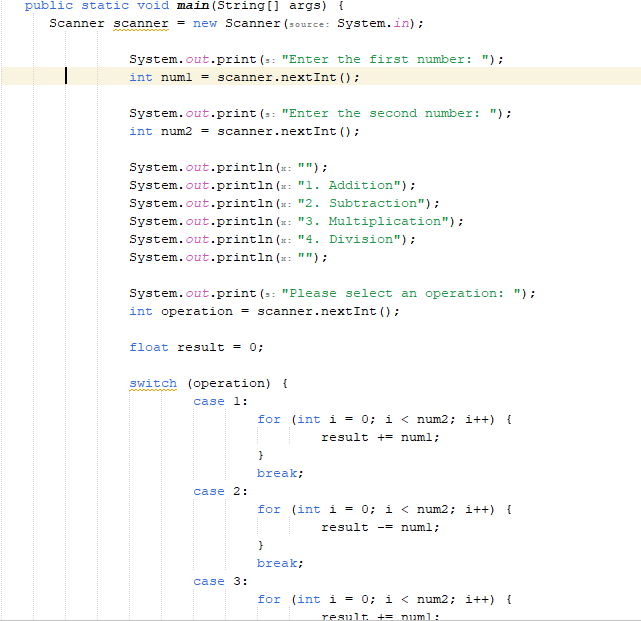 public static void main(String[] args) {
Scanner scanner = new Scanner(source: System.in);
System.out.print(s: "Enter the first number: ");
int num1 = scanner.nextInt();
System.out.print(s: "Enter the second number: ");
int num2 = scanner.nextInt();
System.out.println(x: "");
System.out.println(x: "1. Addition");
System.out.println(x: "2. Subtraction");
System.out.println(x: "3. Multiplication");
System.out.println(x: "4. Division");
System.out.println(x: "");
System.out.print(s: "Please select an operation: ");
int operation = scanner.nextInt();
float result = 0;
switch (operation) {
case 1:
for (int i = 0; i < num2; i++) {
result += num1;
}
break;
case 2:
for (int i = 0; i < num2; i++) {
result -= num1;
}
break;
case 3:
for (int i = 0; i < num2; i++) {
result += num1;